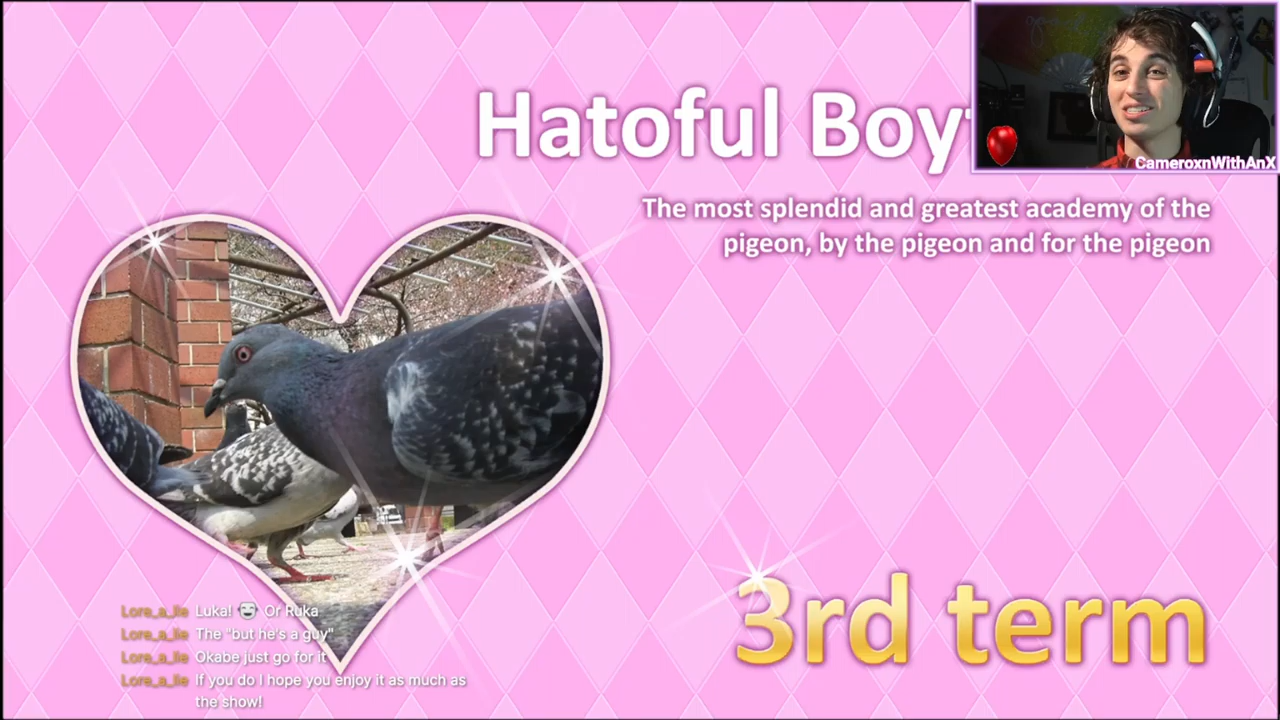 Hatoful Boy
CameroxnWithAnX
The most splendid and greatest academy of the
pigeon, by the pigeon and for the pigeon
Lore_a_lie Luka! Or Ruka
Lore_a_lie The "but he's a guy"
Lore_a_lie Okabe just go for it
Lore_a_lie If you do I hope you enjoy it as much as
the show!
3rd term